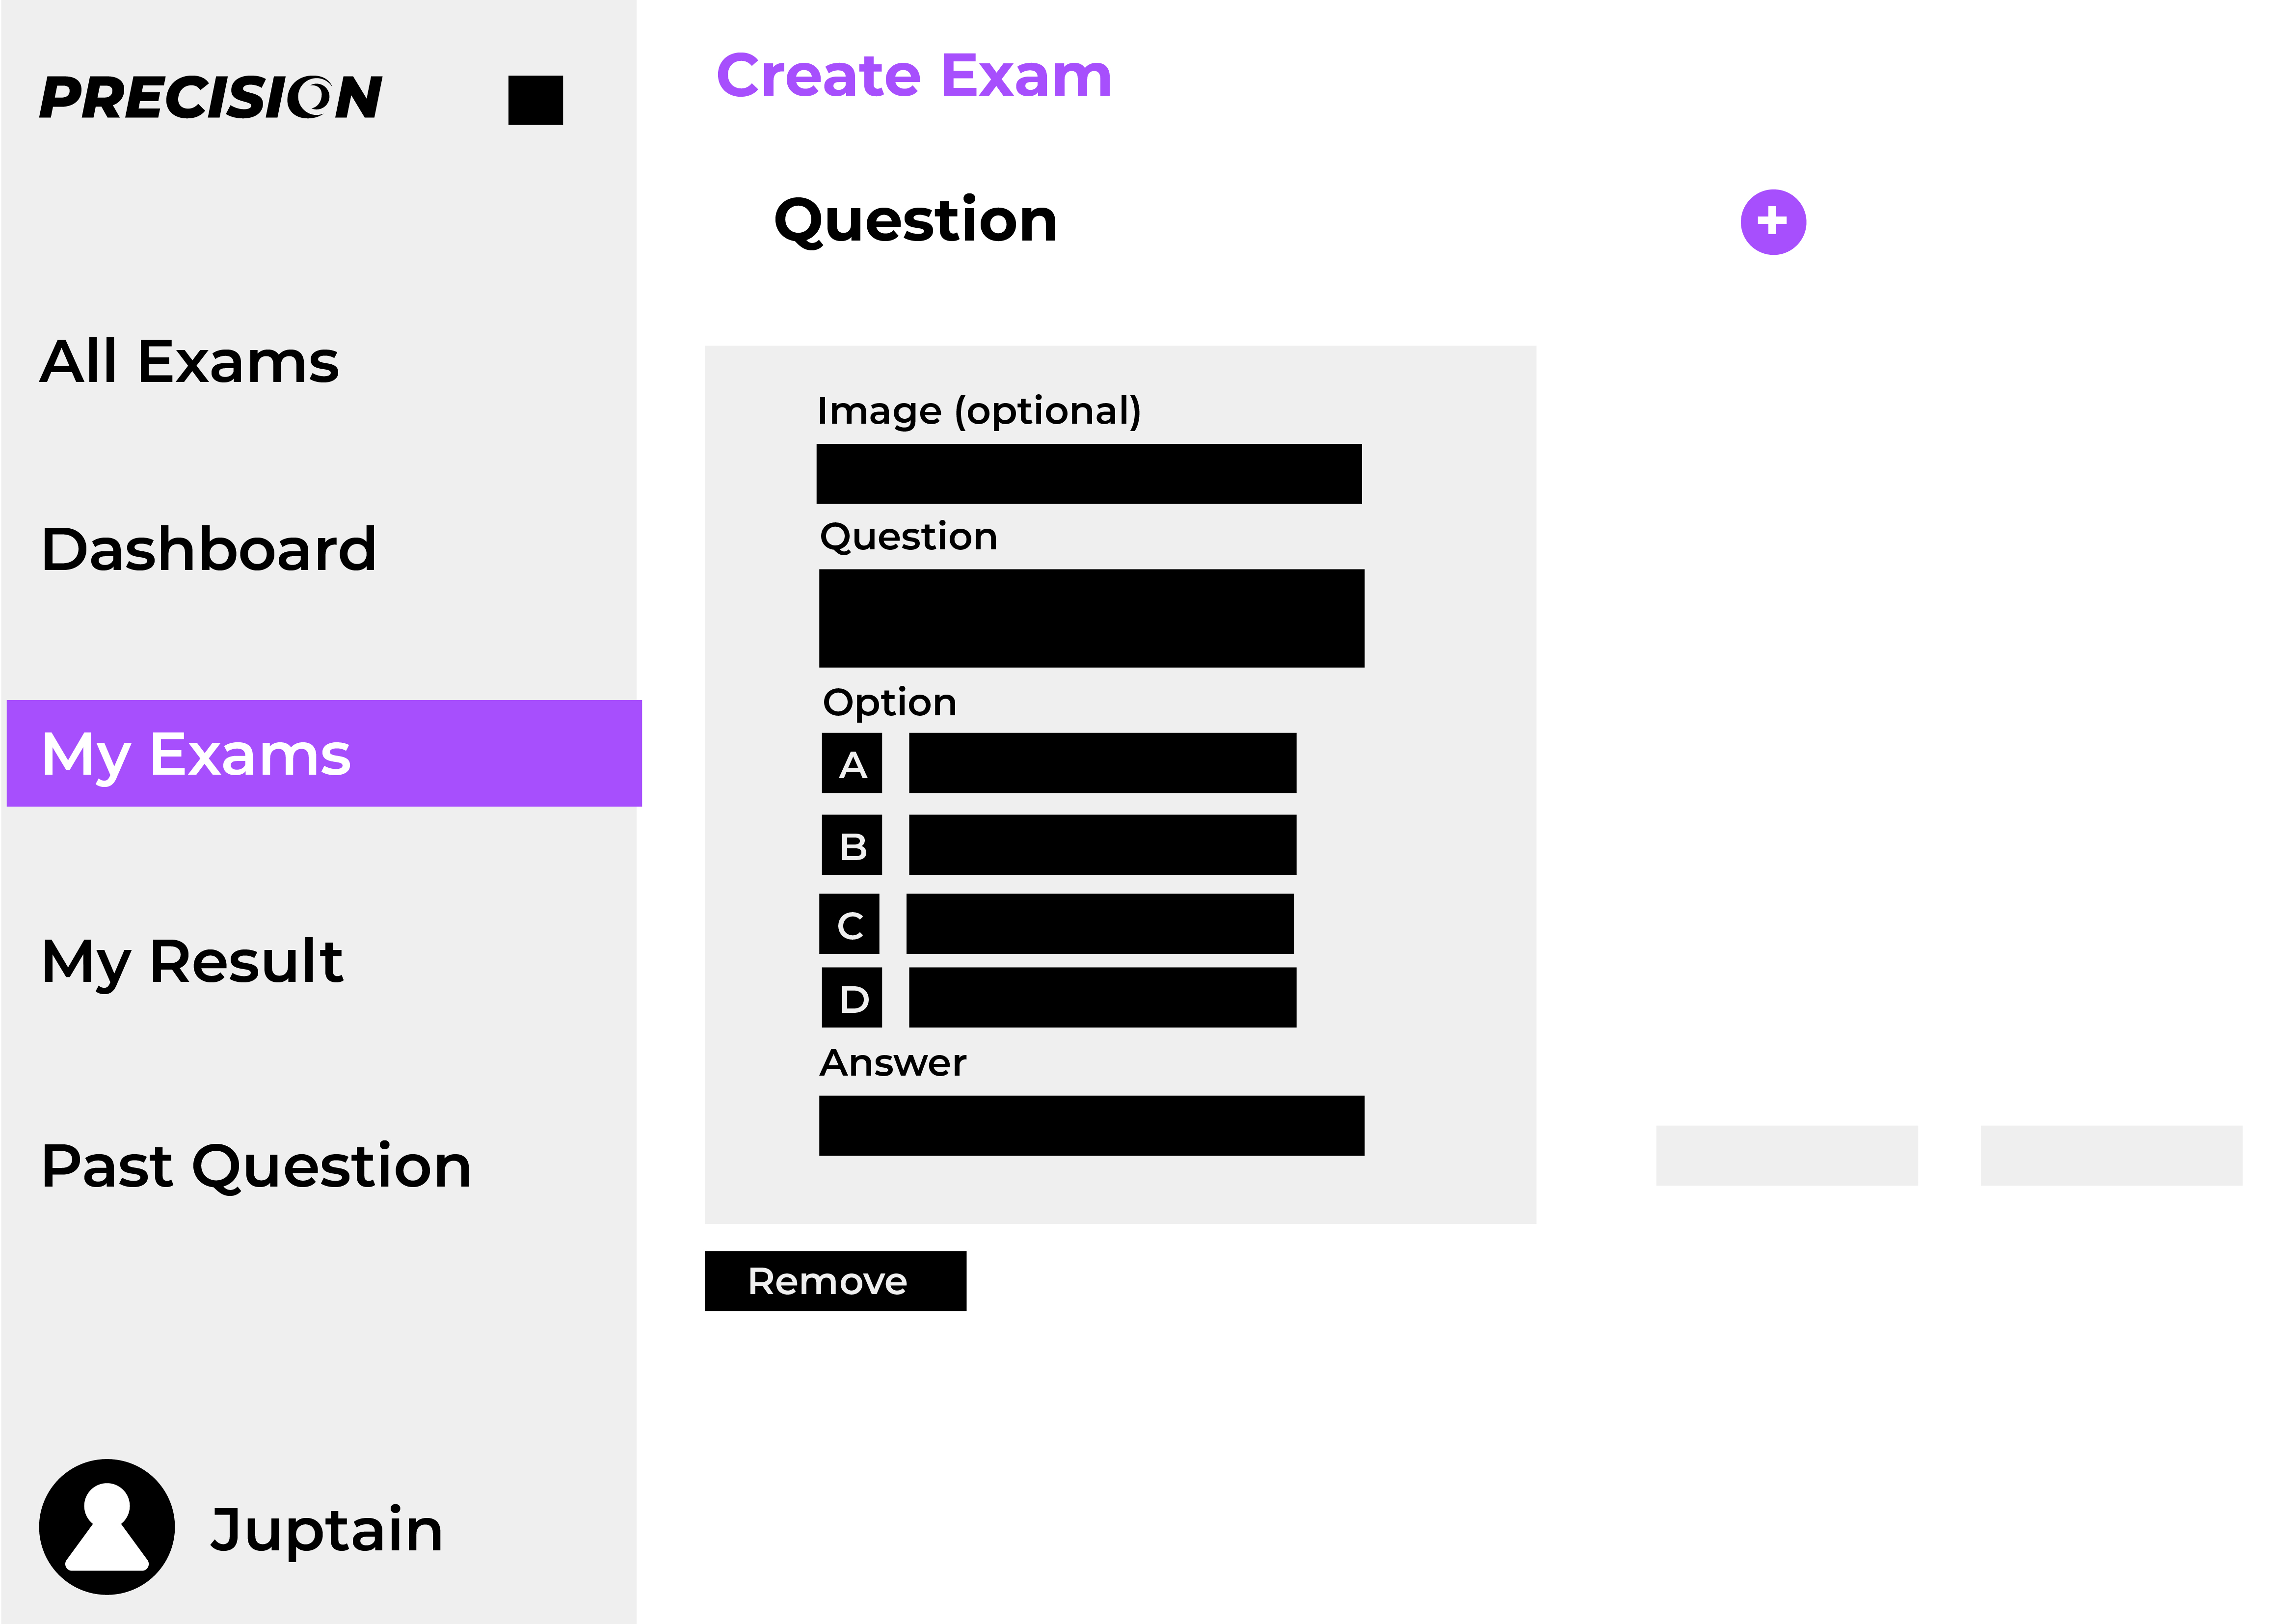 PRECISION
All Exams
Dashboard
My Exams
My Result
Past Question
Juptain
Create Exam
Question
+
Image (optional)
Question
Option
A
B
C
D
Answer
Remove